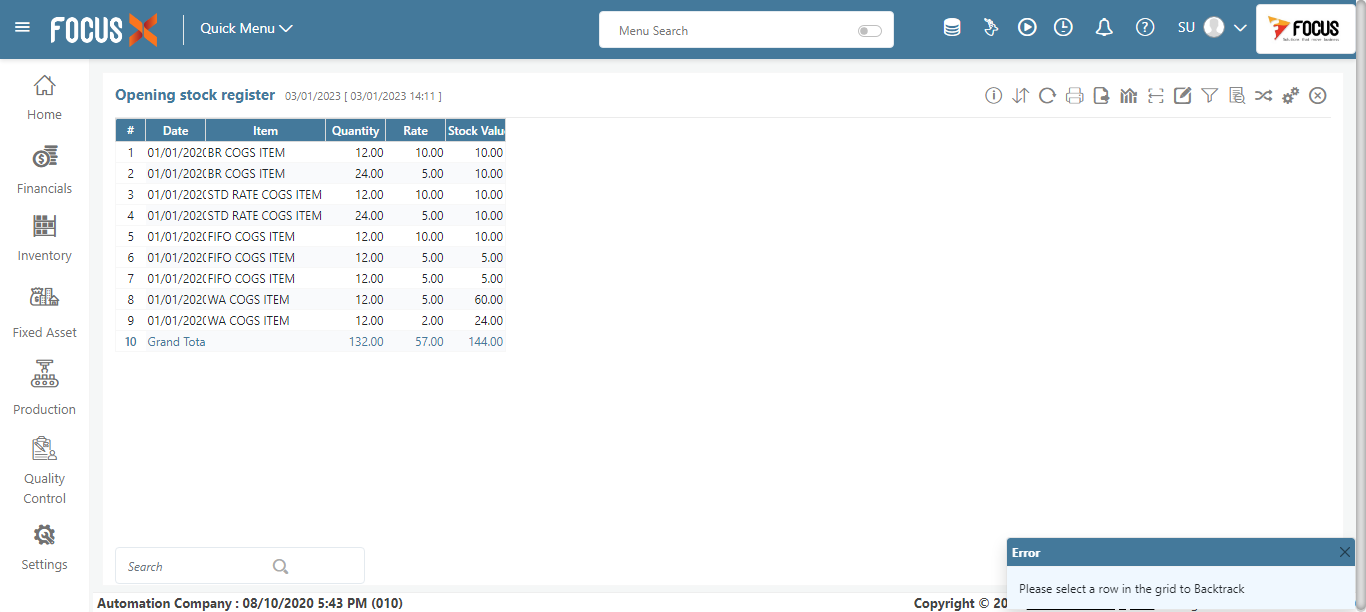 FOCUS X
Quick Menu
Menu Search
SU
FOCUS
Home
Financials
Inventory
Fixed Asset
Production
Quality
Control
Settings
Opening stock register 03/01/2023 [ 03/01/2023 14:11 ]
# Date Item Quantity Rate Stock Valu
1 01/01/202 BR COGS ITEM 12.00 10.00 10.00
2 01/01/202 BR COGS ITEM 24.00 5.00 10.00
3 01/01/202 STD RATE COGS ITEM 12.00 10.00 10.00
4 01/01/202 STD RATE COGS ITEM 24.00 5.00 10.00
5 01/01/202 FIFO COGS ITEM 12.00 10.00 10.00
6 01/01/202 FIFO COGS ITEM 12.00 5.00 5.00
7 01/01/202 FIFO COGS ITEM 12.00 5.00 5.00
8 01/01/202 WA COGS ITEM 12.00 5.00 60.00
9 01/01/202 WA COGS ITEM 12.00 2.00 24.00
10 Grand Tota 132.00 57.00 144.00
Search
Error
Please select a row in the grid to Backtrack
Automation Company : 08/10/2020 5:43 PM (010)
Copyright © 20